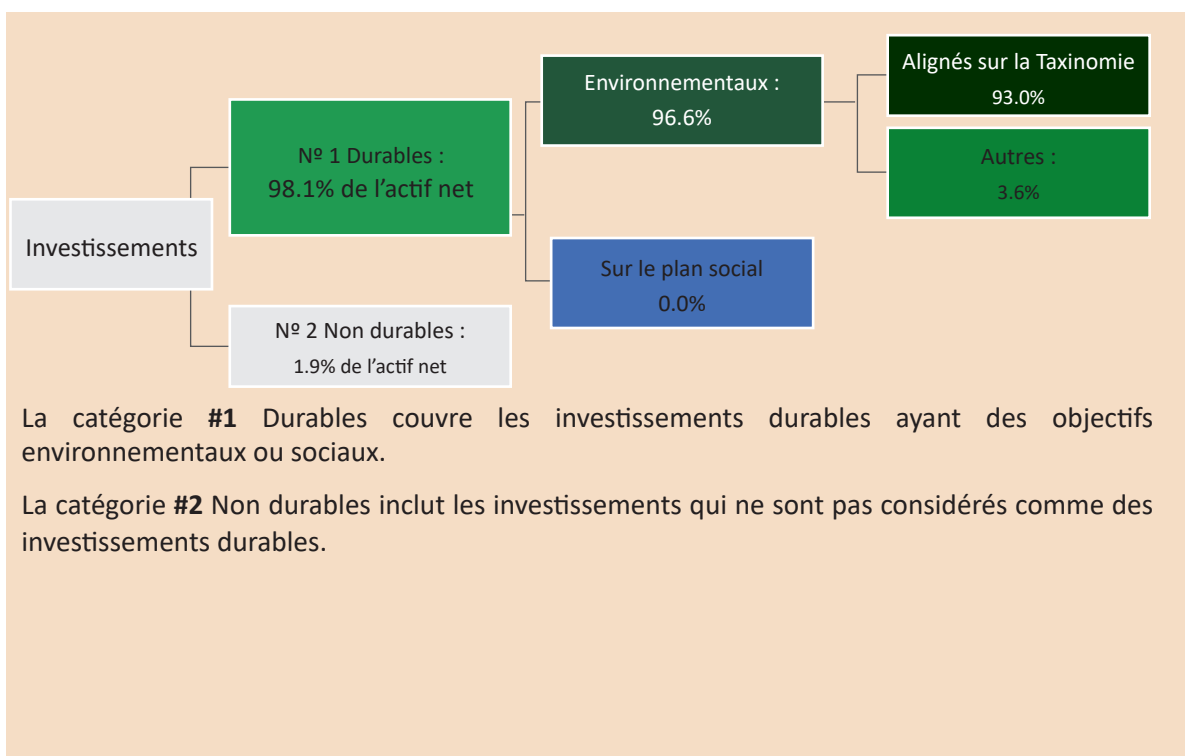 Alignés sur la Taxinomie
93.0%
Environnementaux :
96.6%
Autres :
3.6%
Nº 1 Durables :
98.1% de l’actif net
Investissements
Sur le plan social
0.0%
Nº 2 Non durables :
1.9% de l’actif net
La catégorie #1 Durables couvre les investissements durables ayant des objectifs
environnementaux ou sociaux.
La catégorie #2 Non durables inclut les investissements qui ne sont pas considérés comme des
investissements durables.